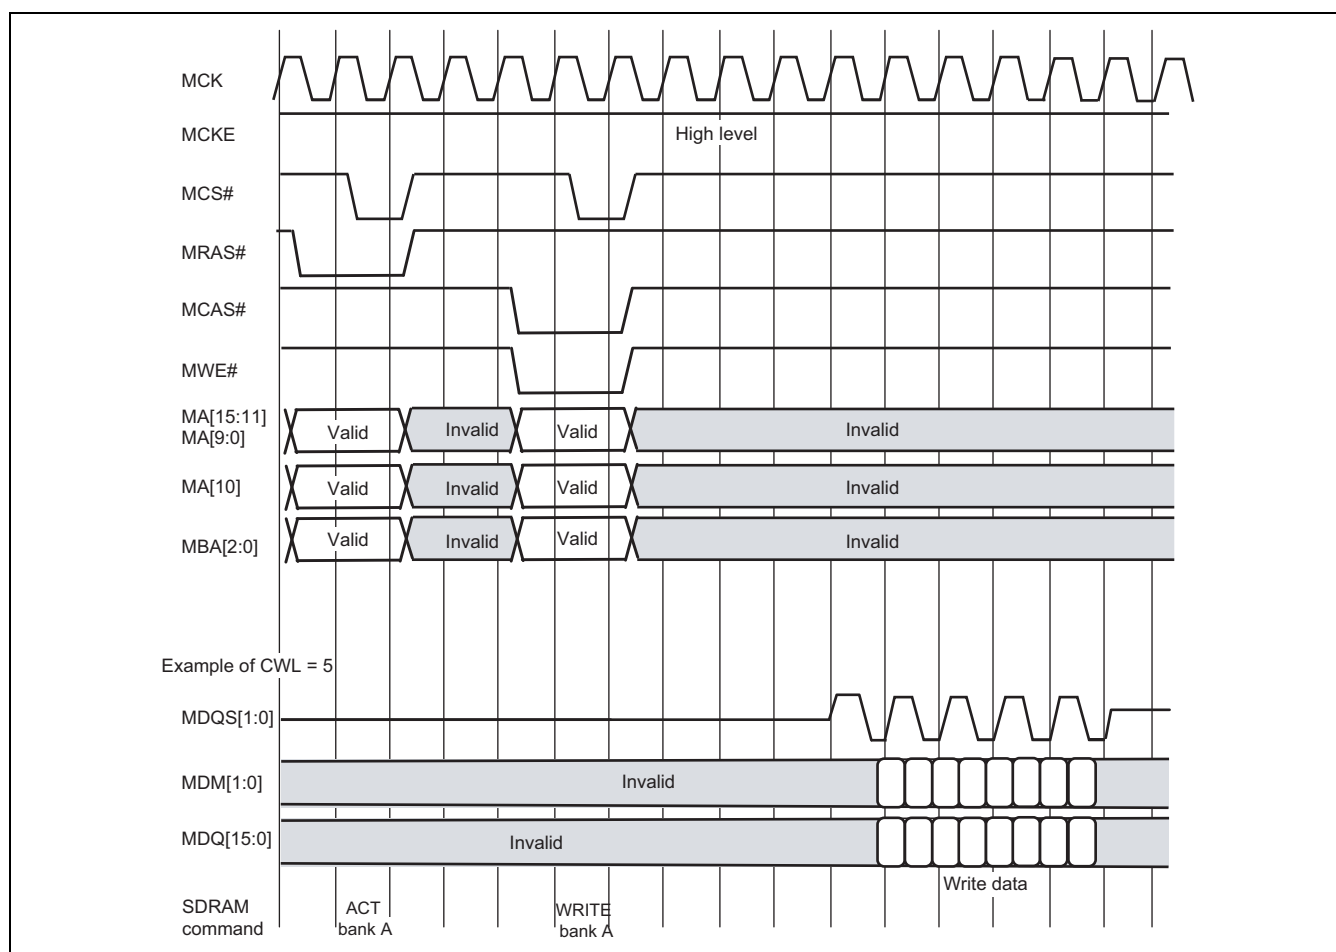 MCK
MCKE
High level
MCS#
MRAS#
MCAS#
MWE#
MA[15:11]
MA[9:0]
Valid Invalid Valid Invalid
MA[10] Valid Invalid Valid Invalid
MBA[2:0] Valid Invalid Valid Invalid
Example of CWL = 5
MDQS[1:0]
MDM[1:0] Invalid
MDQ[15:0] Invalid
Write data
SDRAM
command
ACT
bank A
WRITE
bank A